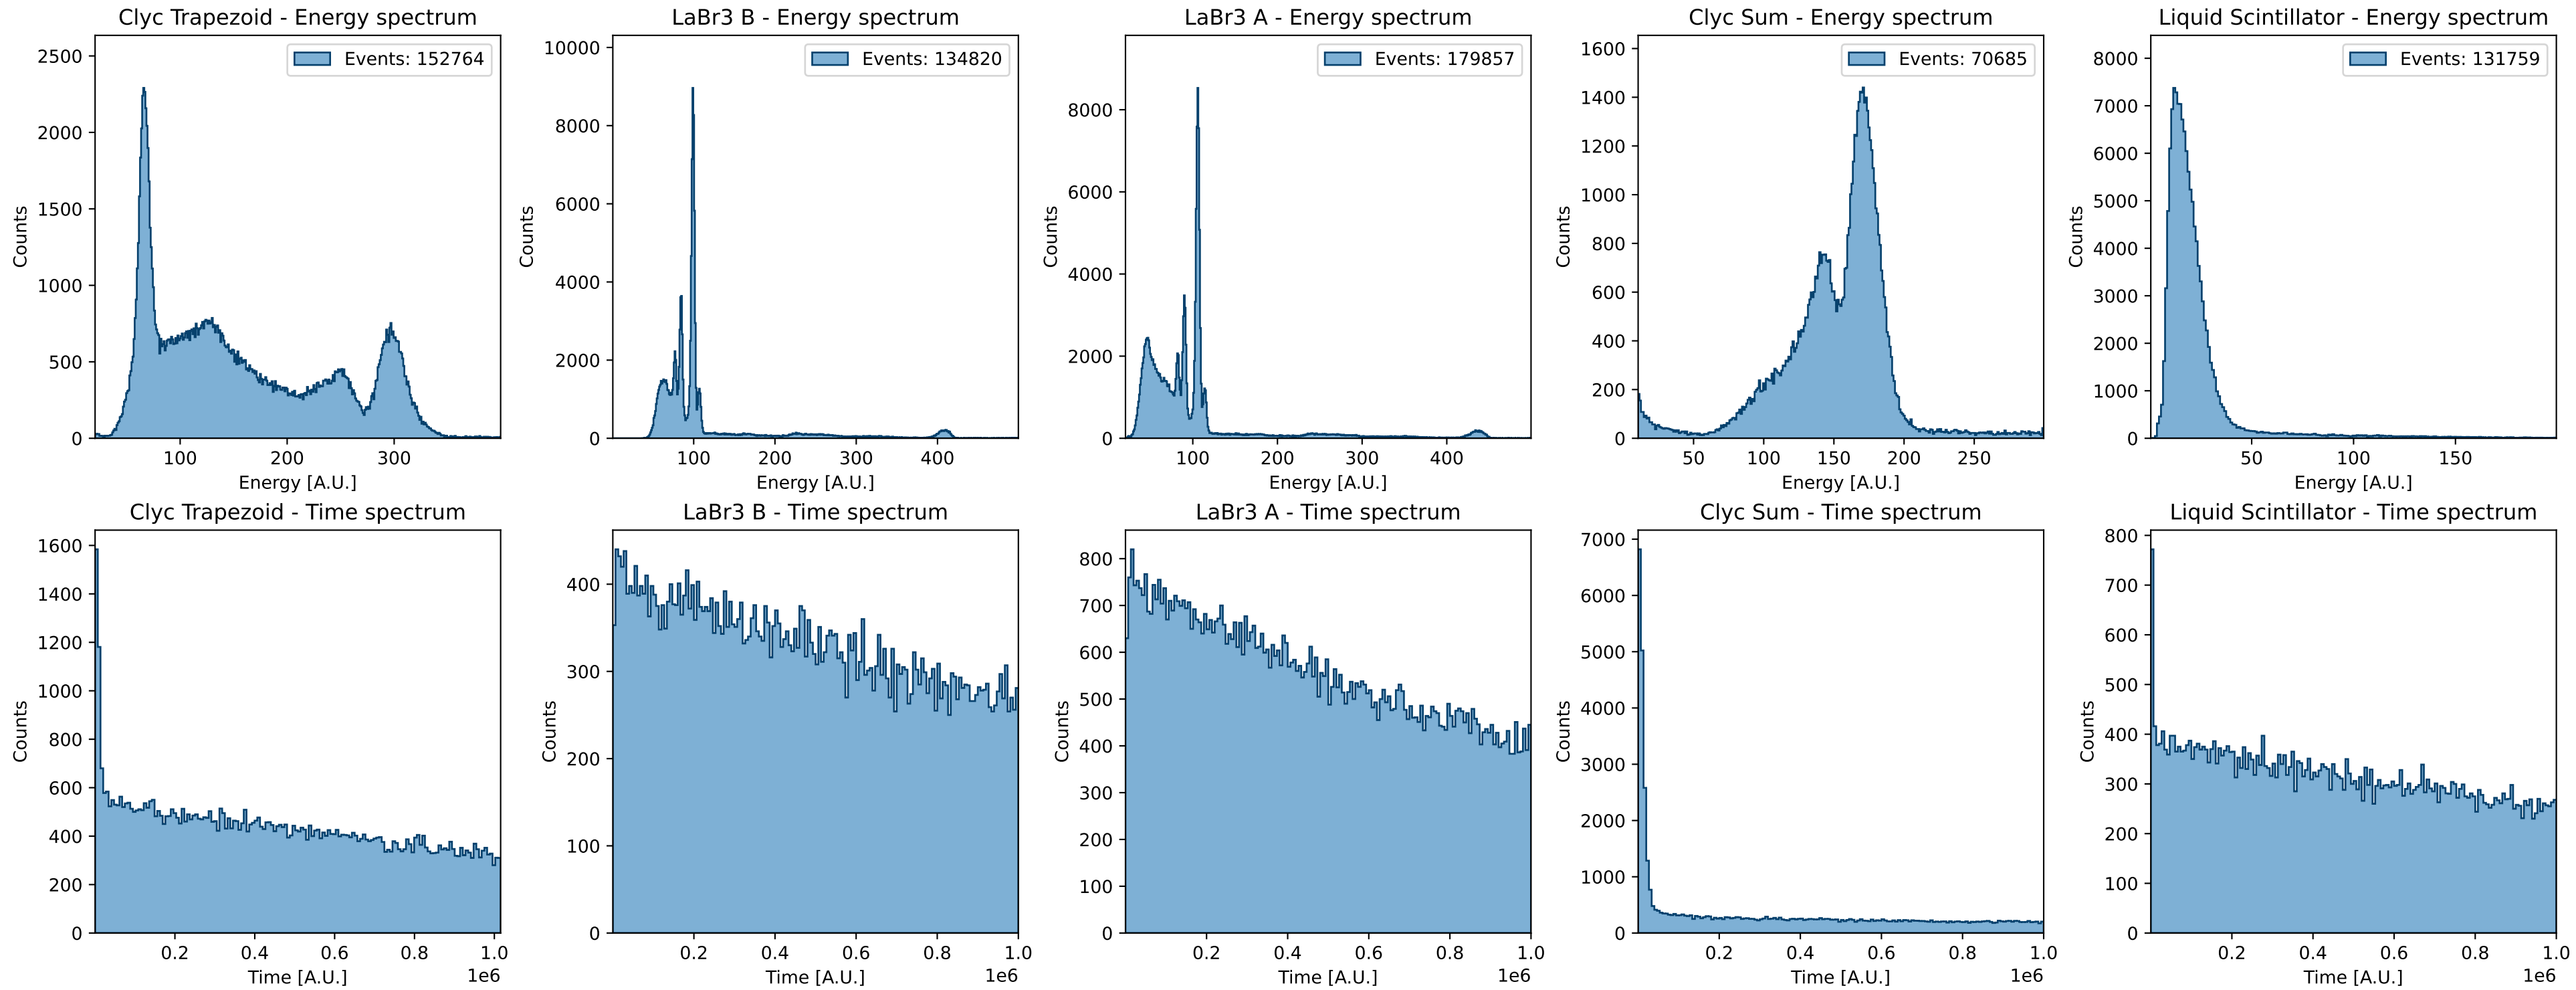 Clyc Trapezoid - Energy spectrum
2500
2000
1500
1000
500
0
Counts
Events: 152764
100 200 300
Energy [A.U.]
LaBr3 B - Energy spectrum
10000
8000
6000
4000
2000
0
Counts
Events: 134820
100 200 300 400
Energy [A.U.]
LaBr3 A - Energy spectrum
8000
6000
4000
2000
0
Counts
Events: 179857
100 200 300 400
Energy [A.U.]
Clyc Sum - Energy spectrum
1600
1400
1200
1000
800
600
400
200
0
Counts
Events: 70685
50 100 150 200 250
Energy [A.U.]
Liquid Scintillator - Energy spectrum
8000
7000
6000
5000
4000
3000
2000
1000
0
Counts
Events: 131759
50 100 150
Energy [A.U.]
Clyc Trapezoid - Time spectrum
1600
1400
1200
1000
800
600
400
200
0
Counts
0.2 0.4 0.6 0.8 1.0
1e6
Time [A.U.]
LaBr3 B - Time spectrum
400
300
200
100
0
Counts
0.2 0.4 0.6 0.8 1.0
1e6
Time [A.U.]
LaBr3 A - Time spectrum
800
700
600
500
400
300
200
100
0
Counts
0.2 0.4 0.6 0.8 1.0
1e6
Time [A.U.]
Clyc Sum - Time spectrum
7000
6000
5000
4000
3000
2000
1000
0
Counts
0.2 0.4 0.6 0.8 1.0
1e6
Time [A.U.]
Liquid Scintillator - Time spectrum
800
700
600
500
400
300
200
100
0
Counts
0.2 0.4 0.6 0.8 1.0
1e6
Time [A.U.]